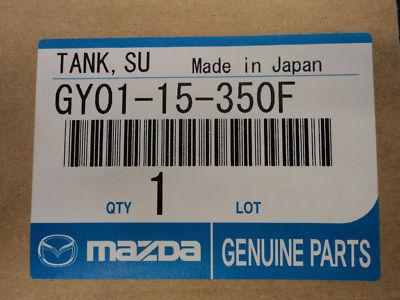 TANK, SU Made in Japan
GY01-15-350F
QTY 1 LOT
mazda GENUINE PARTS